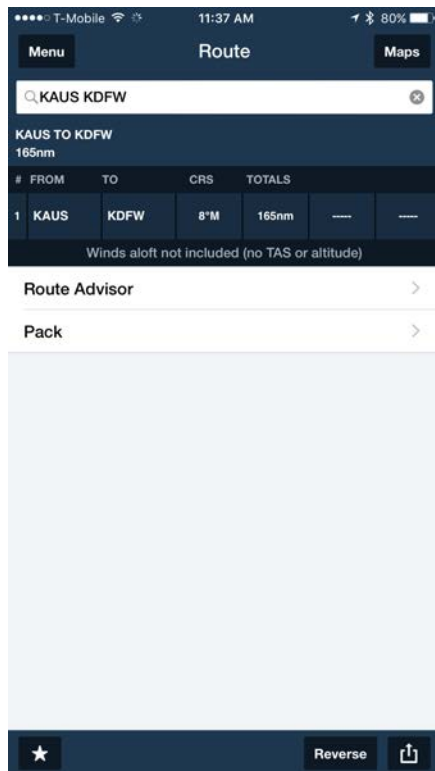 T-Mobile 11:37 AM 80%
Menu Route Maps
KAUS KDFW
KAUS TO KDFW
165nm
# FROM TO CRS TOTALS
1 KAUS KDFW 8°M 165nm ----- -----
Winds aloft not included (no TAS or altitude)
Route Advisor
Pack
Reverse